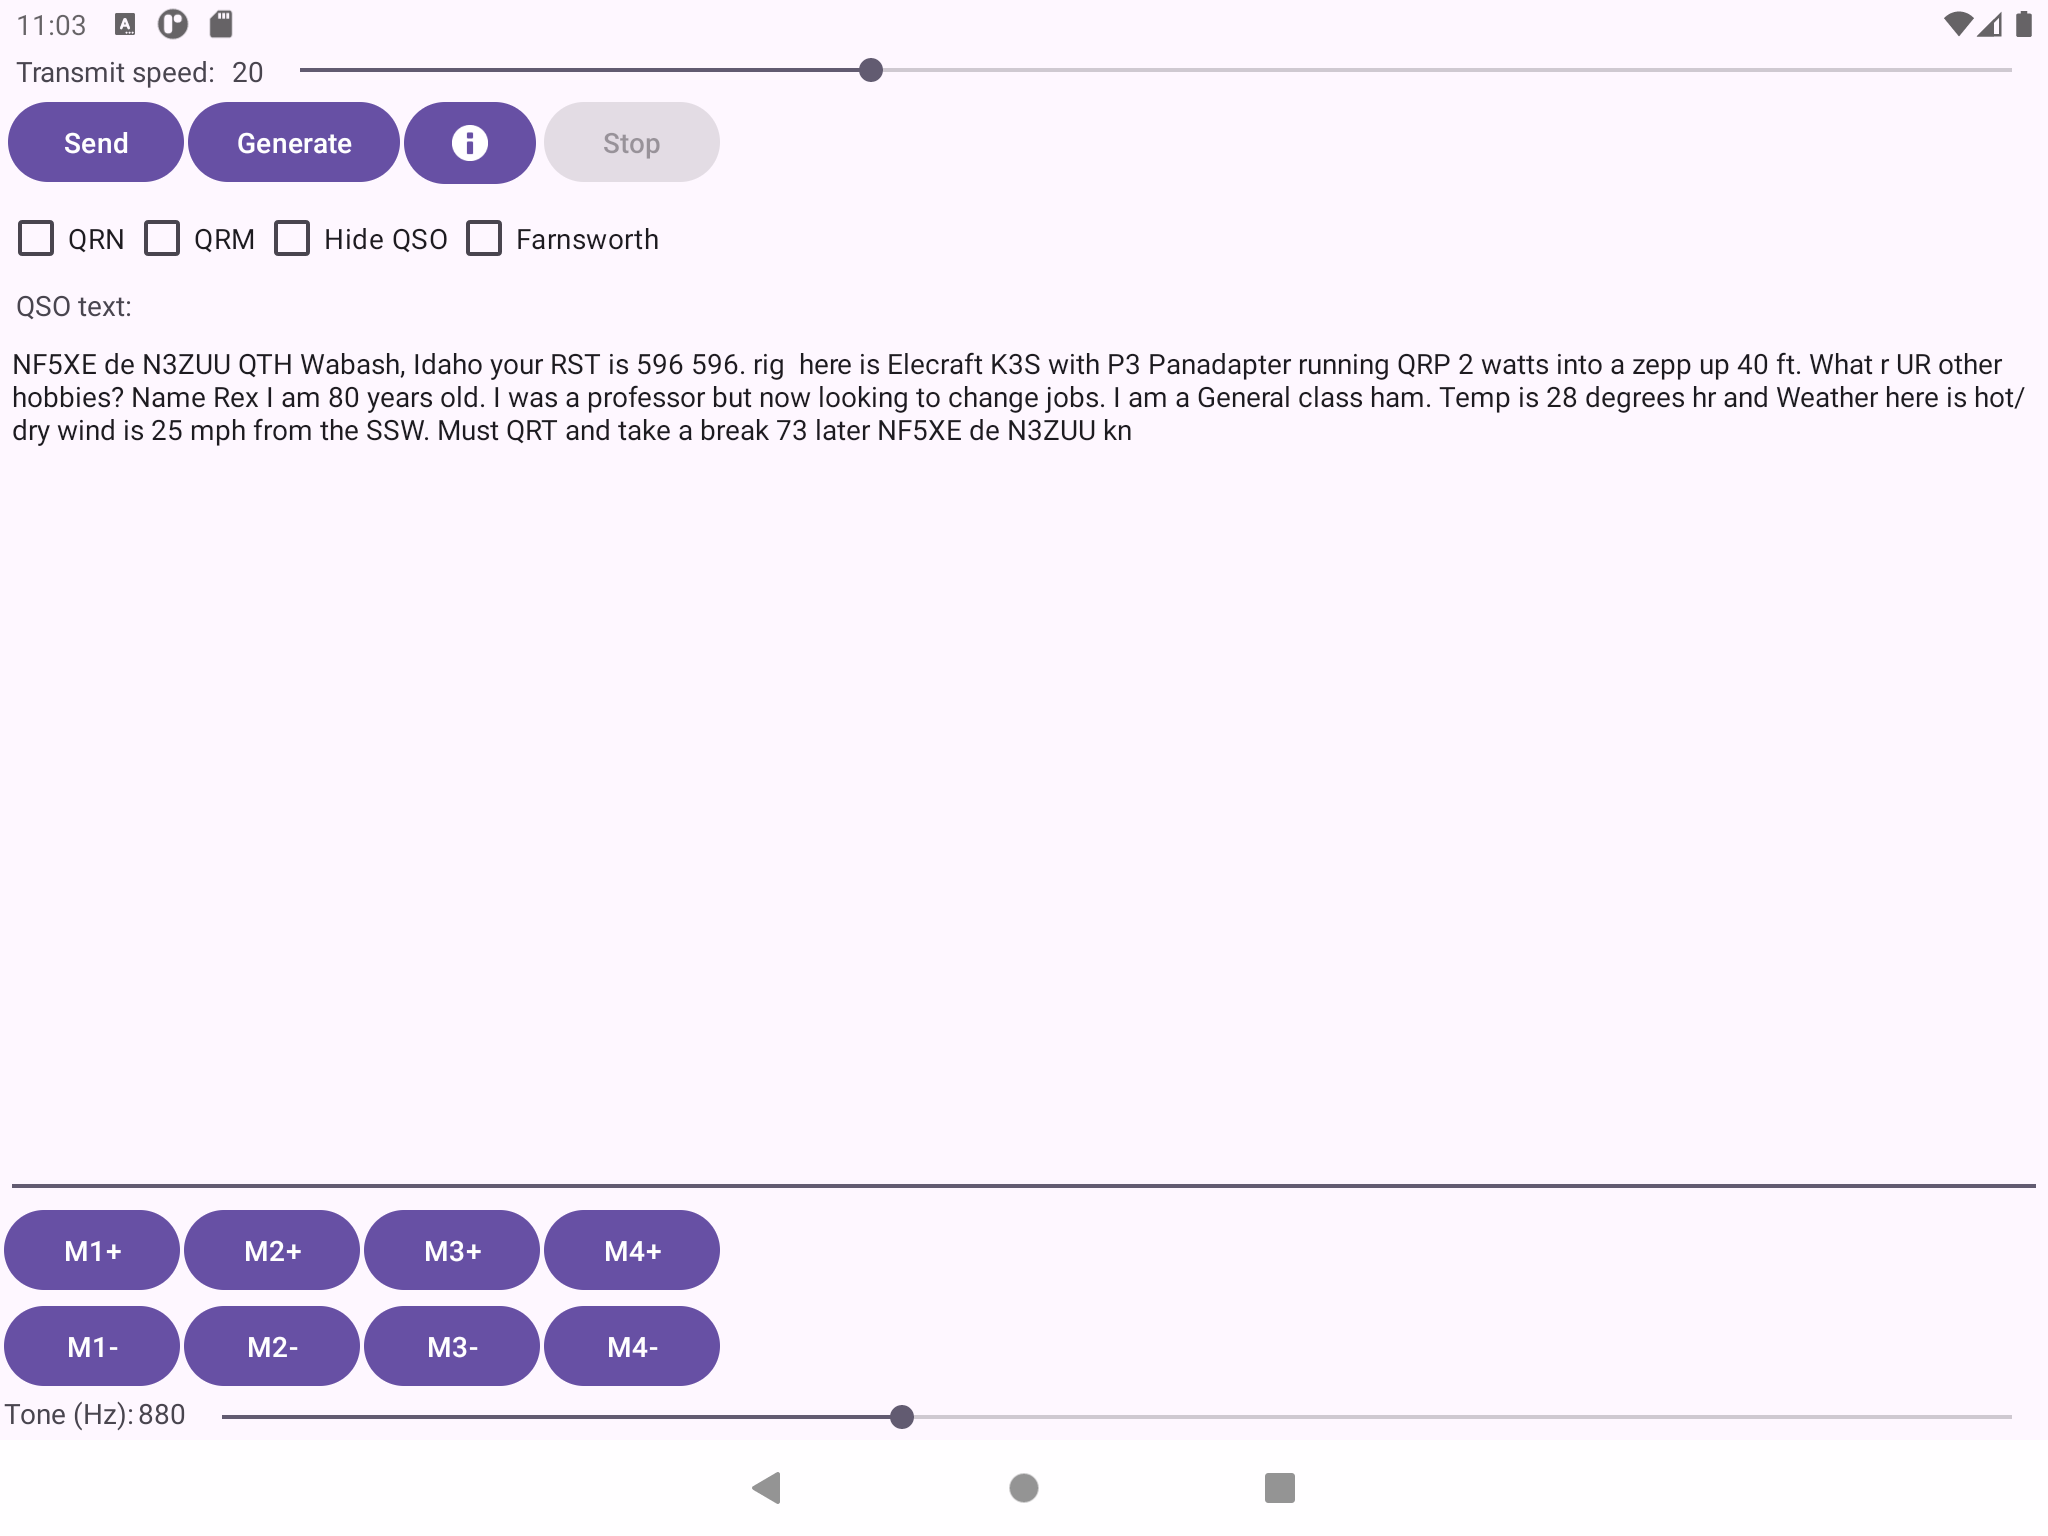 11:03
Transmit speed: 20
Send Generate Stop
QRN QRM Hide QSO Farnsworth
QSO text:
NF5XE de N3ZUU QTH Wabash, Idaho your RST is 596 596. rig  here is Elecraft K3S with P3 Panadapter running QRP 2 watts into a zepp up 40 ft. What r UR other
hobbies? Name Rex I am 80 years old. I was a professor but now looking to change jobs. I am a General class ham. Temp is 28 degrees hr and Weather here is hot/
dry wind is 25 mph from the SSW. Must QRT and take a break 73 later NF5XE de N3ZUU kn
M1+ M2+ M3+ M4+
M1- M2- M3- M4-
Tone (Hz): 880